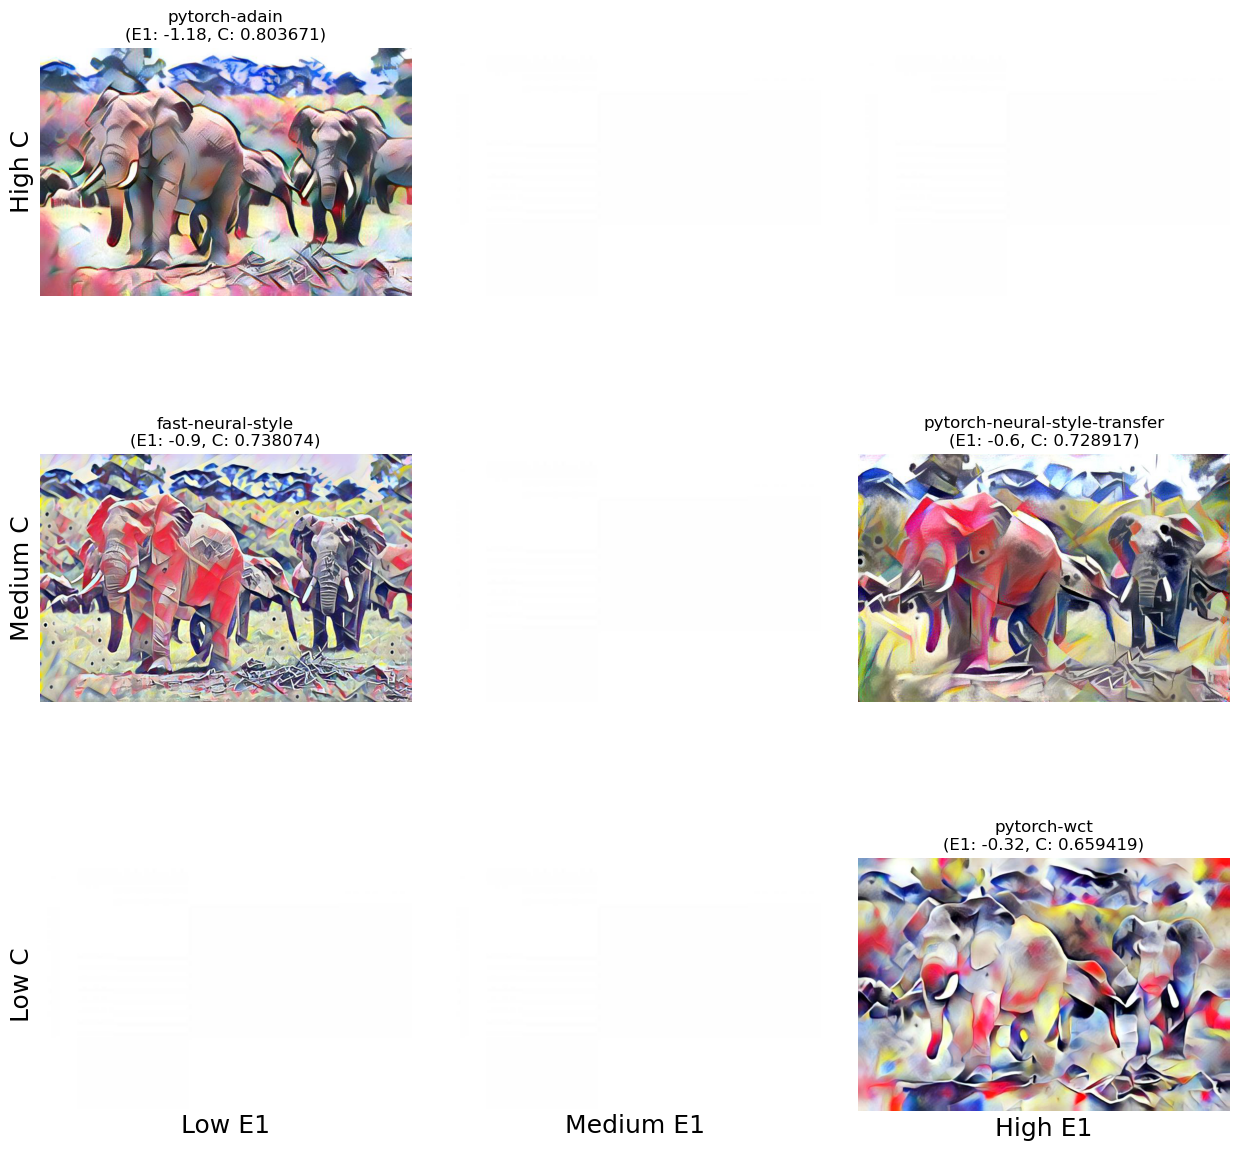 pytorch-adain
(E1: -1.18, C: 0.803671)
High C
fast-neural-style
(E1: -0.9, C: 0.738074)
pytorch-neural-style-transfer
(E1: -0.6, C: 0.728917)
Medium C
pytorch-wct
(E1: -0.32, C: 0.659419)
Low C
Low E1
Medium E1
High E1